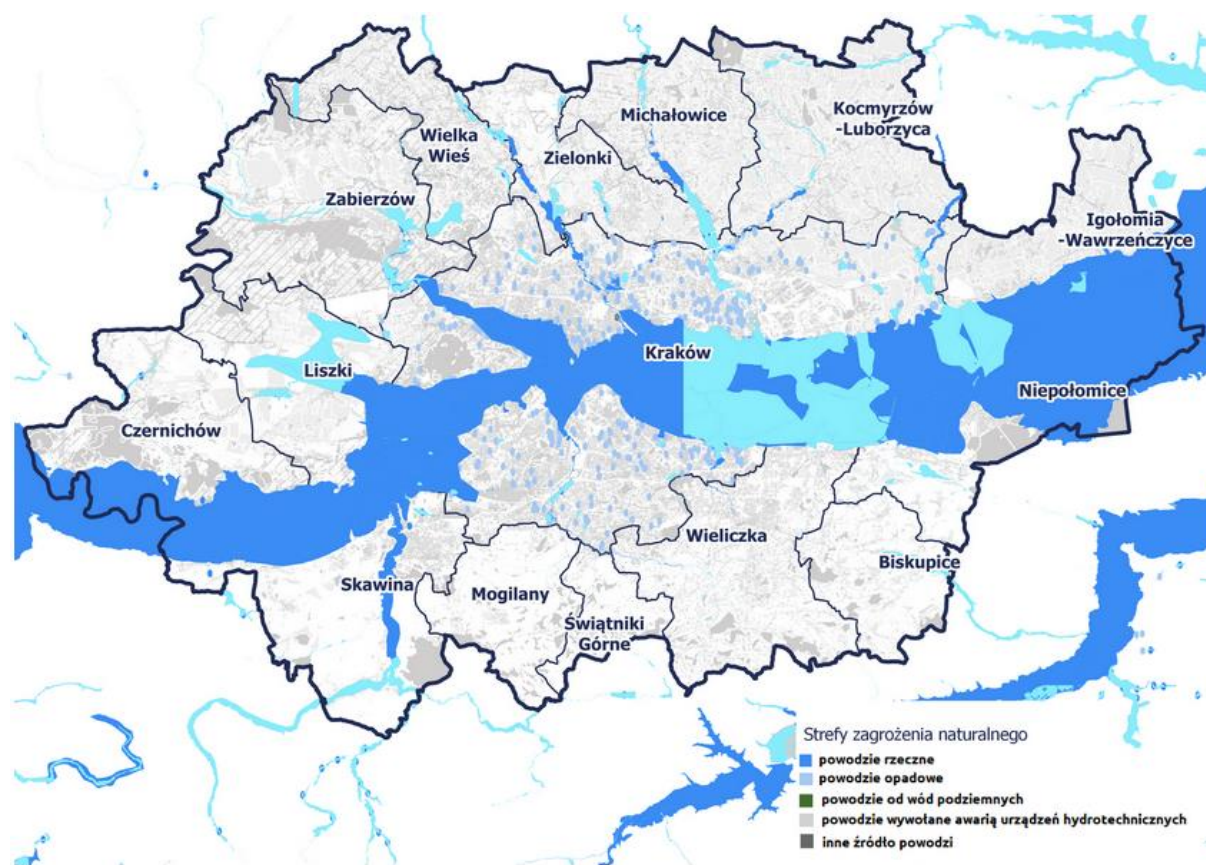 Michałowice
Kocmyrzów
-Luborzyca
Wielka
Wieś
Zielonki
Zabierzów
Igołomia
-Wawrzeńczyce
Kraków
Liszki
Niepołomice
Czernichów
Wieliczka
Biskupice
Skawina
Mogilany
Świątniki
Górne
Strefy zagrożenia naturalnego
powodzie rzeczne
powodzie opadowe
powodzie od wód podziemnych
powodzie wywołane awarią urządzeń hydrotechnicznych
inne źródło powodzi